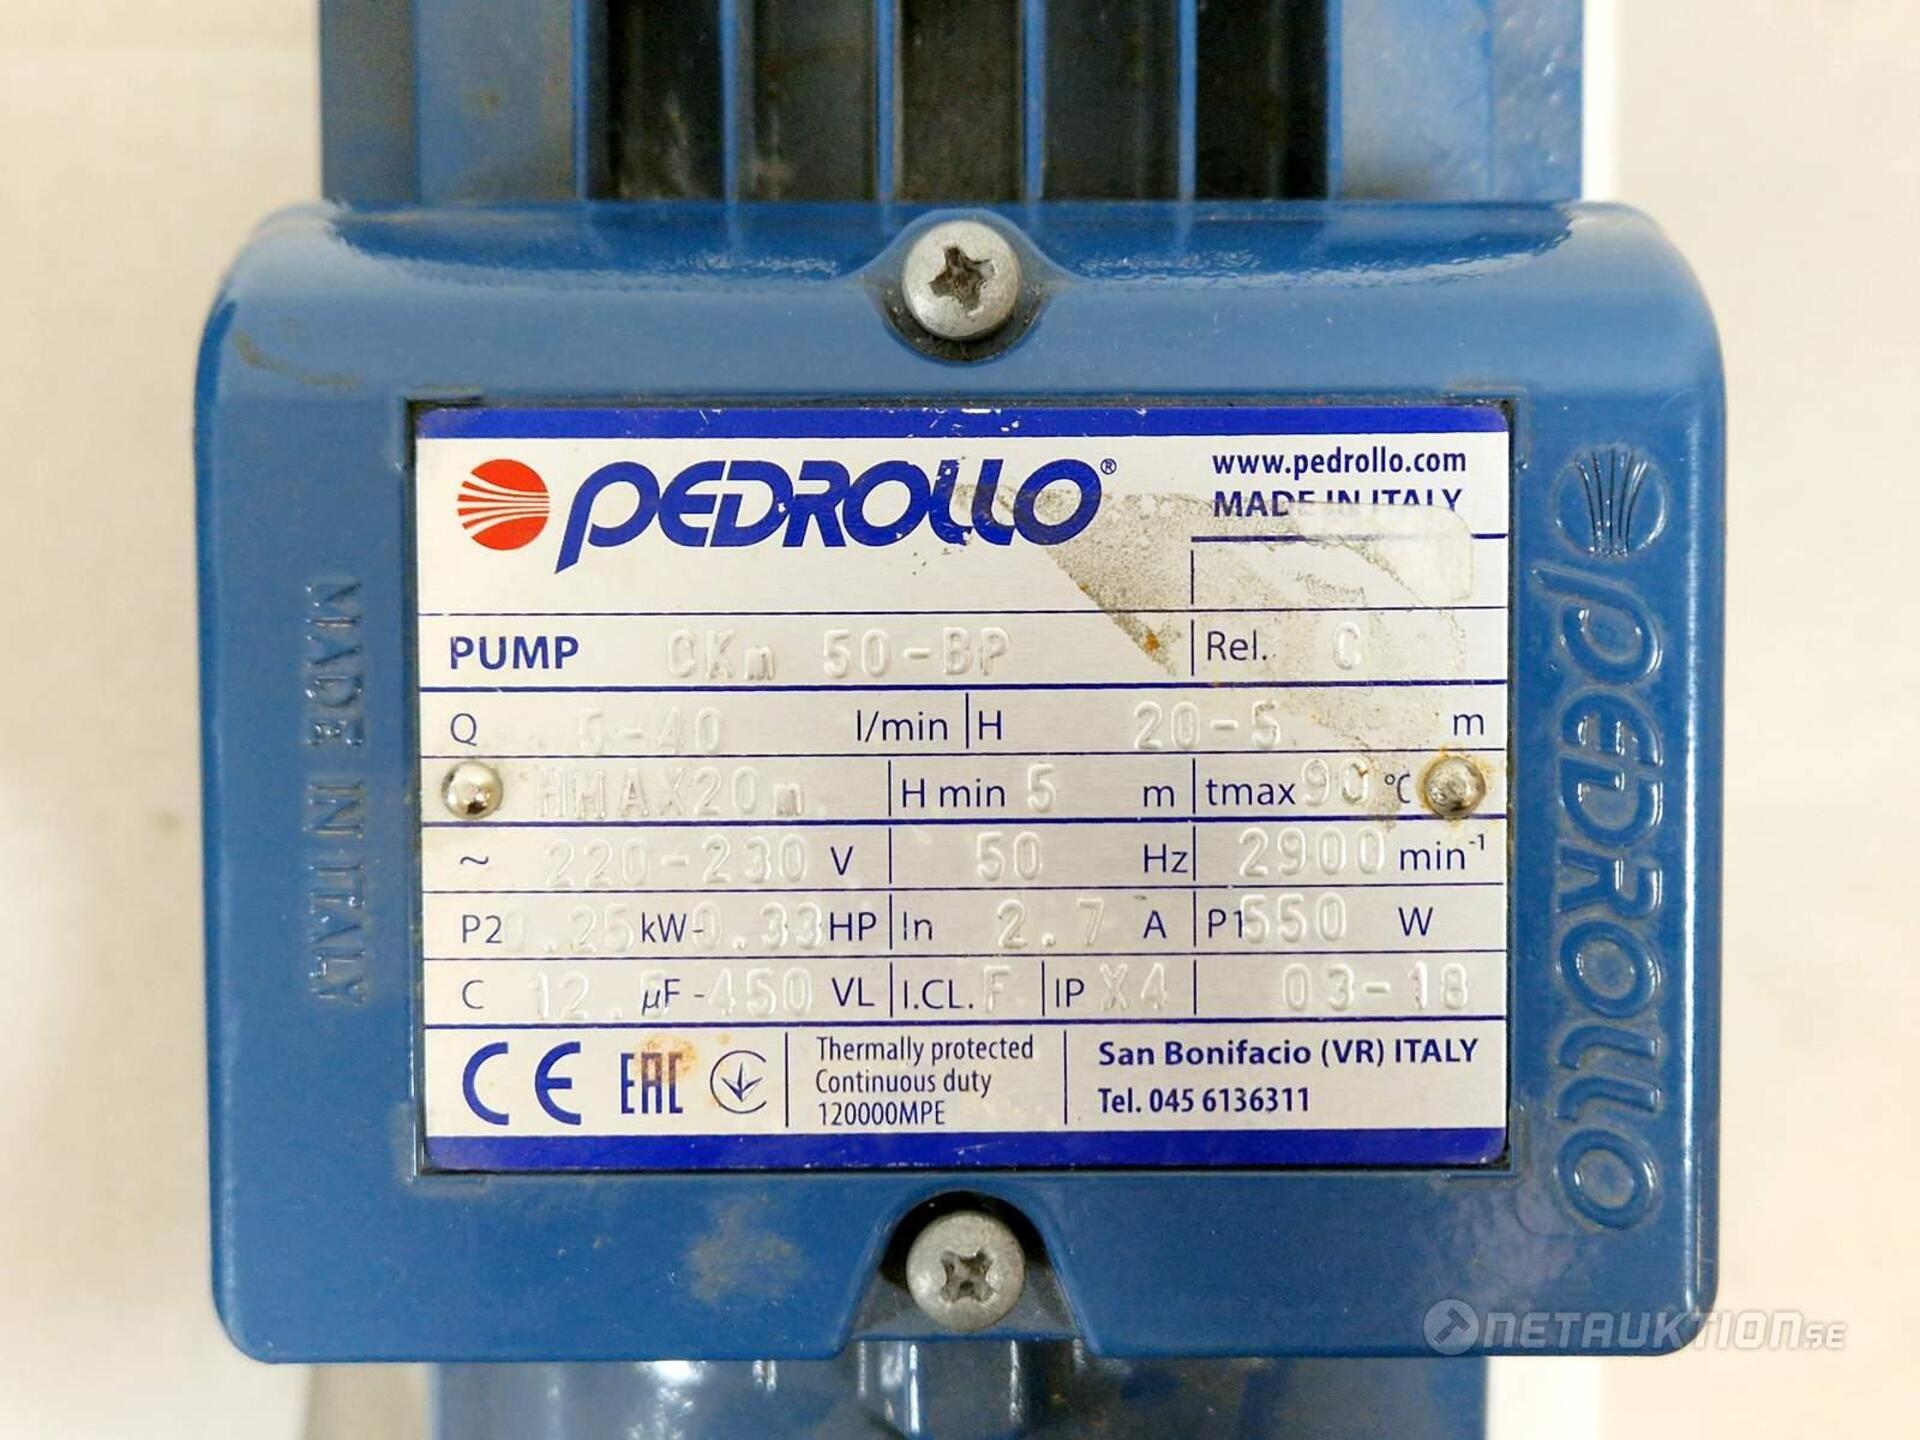 PEDROLLO®
www.pedrollo.com
MADE IN ITALY
PUMP CKm 50-BP Rel. C
Q 5-40 l/min H 20-5 m
HMAX20m H min 5 m tmax 90 °C
~ 220-230 V 50 Hz 2900 min-1
P2 0.25 kW- 0.33 HP In 2.7 A P1 550 W
C 12.5 µF - 450 VL I.CL. F IP X4 03-18
CE EAC Thermally protected
Continuous duty
120000MPE
San Bonifacio (VR) ITALY
Tel. 045 6136311
MADE IN ITALY
PEDROLLO
NETAUKTION.SE